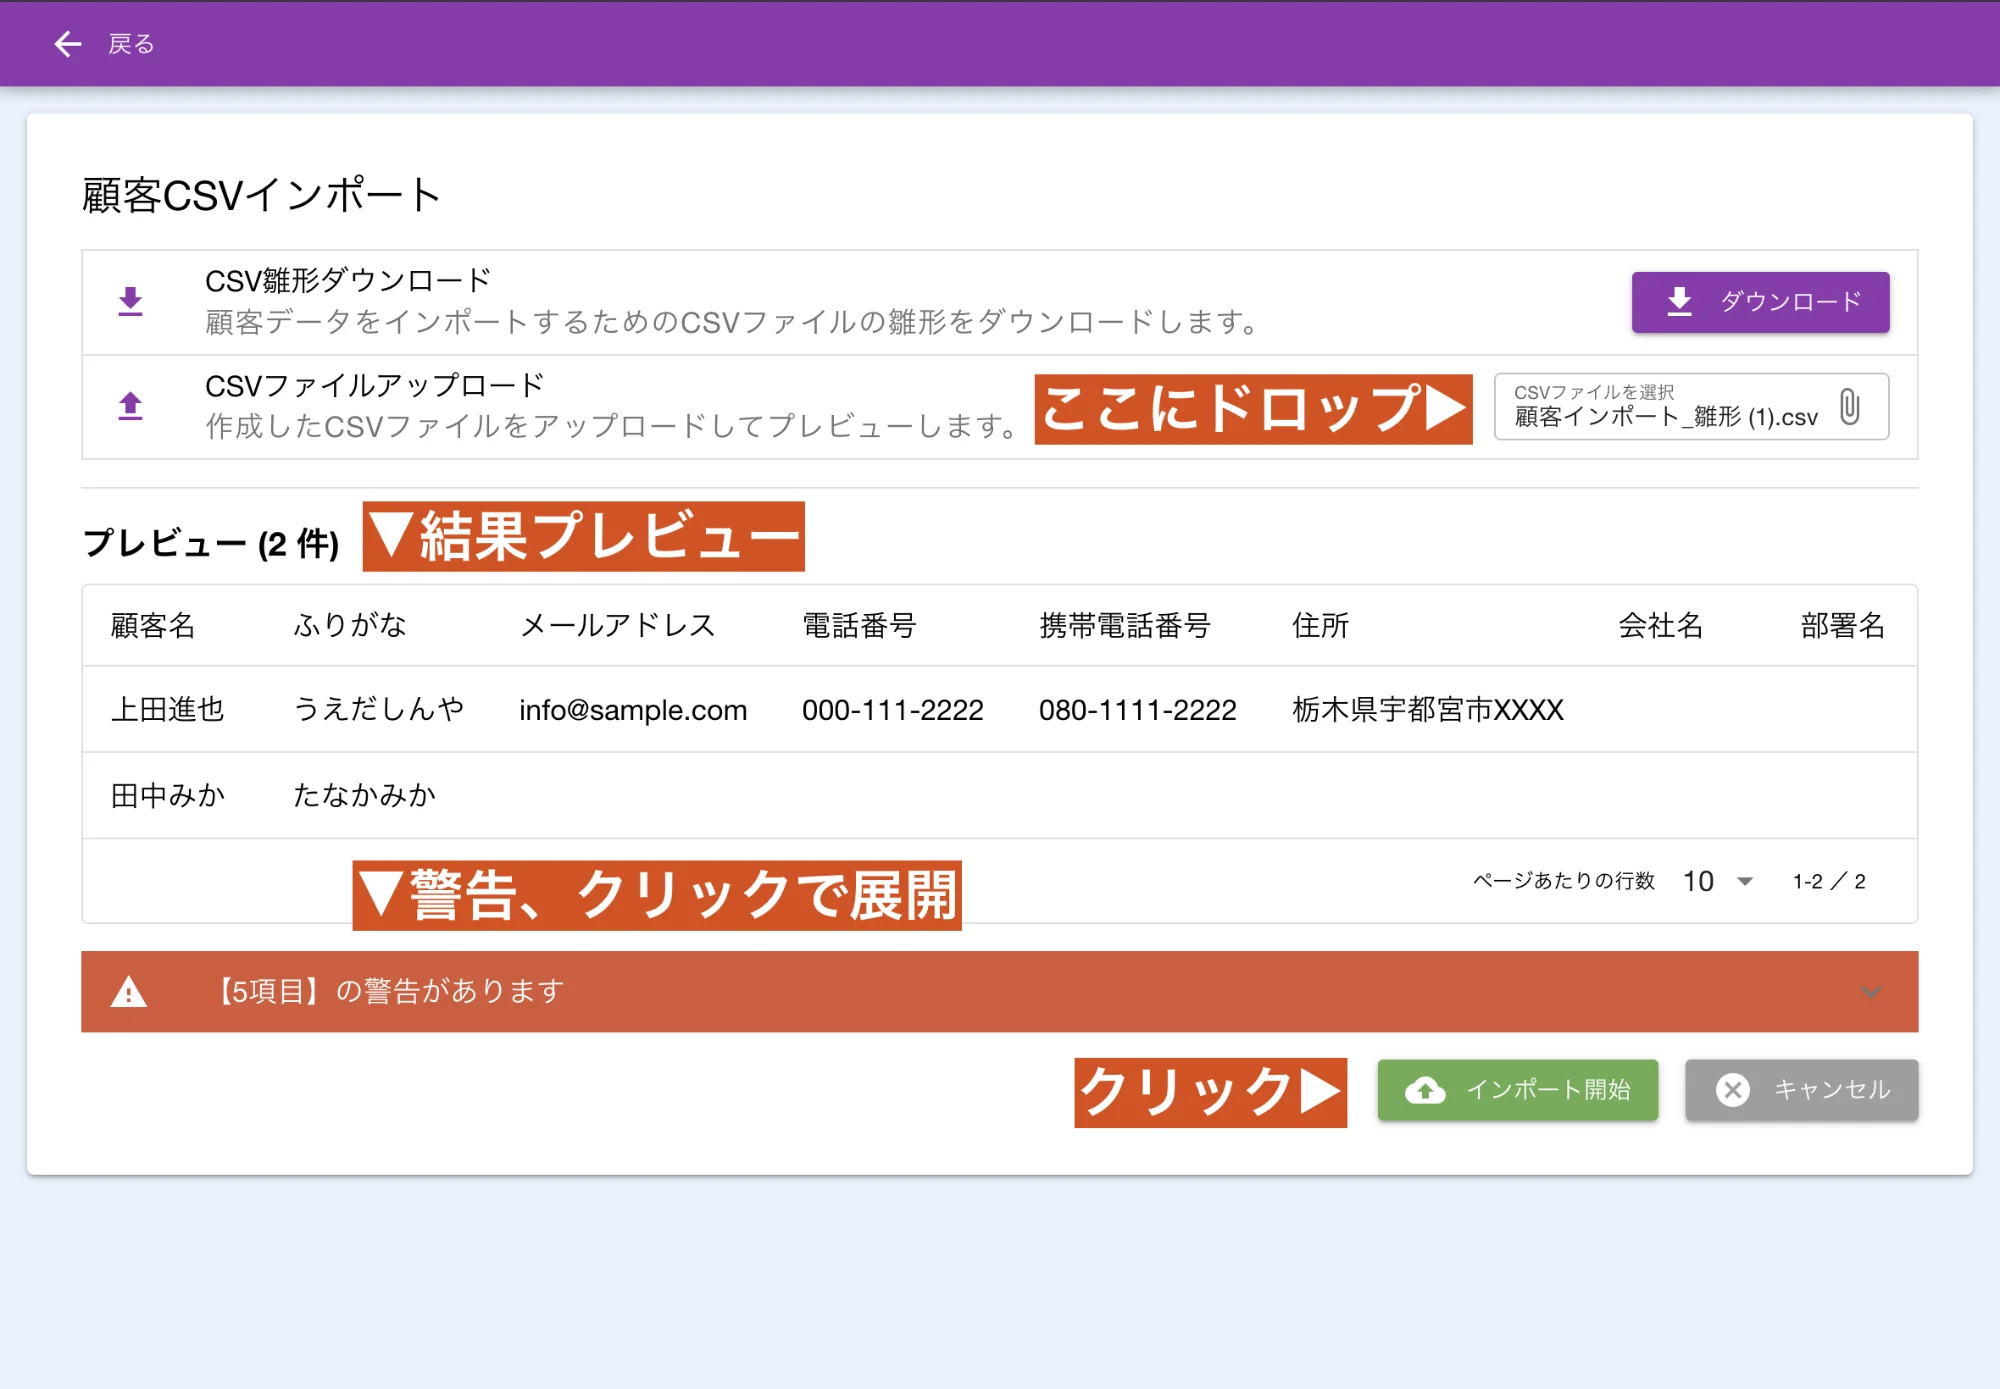 戻る
顧客CSVインポート
CSV雛形ダウンロード
顧客データをインポートするためのCSVファイルの雛形をダウンロードします。
ダウンロード
CSVファイルアップロード
作成したCSVファイルをアップロードしてプレビューします。
ここにドロップ▶
CSVファイルを選択
顧客インポート_雛形 (1).csv
プレビュー (2 件)
▼結果プレビュー
顧客名 ふりがな メールアドレス 電話番号 携帯電話番号 住所 会社名 部署名
上田進也 うえだしんや info@sample.com 000-111-2222 080-1111-2222 栃木県宇都宮市XXXX
田中みか たなかみか
▼警告、クリックで展開
ページあたりの行数 10 1-2 / 2
【5項目】の警告があります
クリック▶
インポート開始
キャンセル